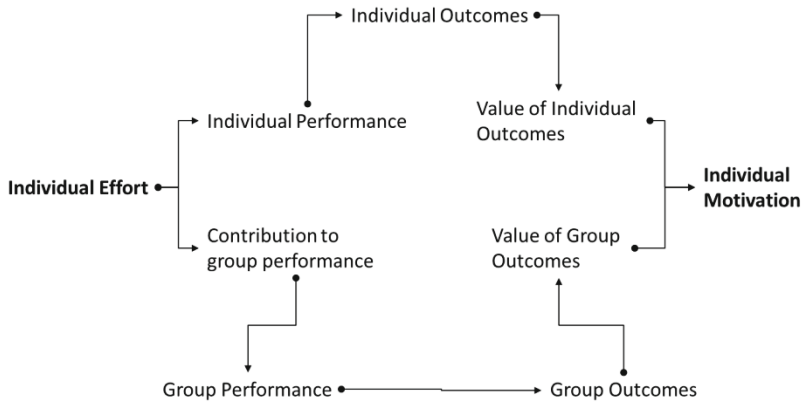 Individual Outcomes
Individual Performance
Value of Individual
Outcomes
Individual Effort
Individual
Motivation
Contribution to
group performance
Value of Group
Outcomes
Group Performance
Group Outcomes